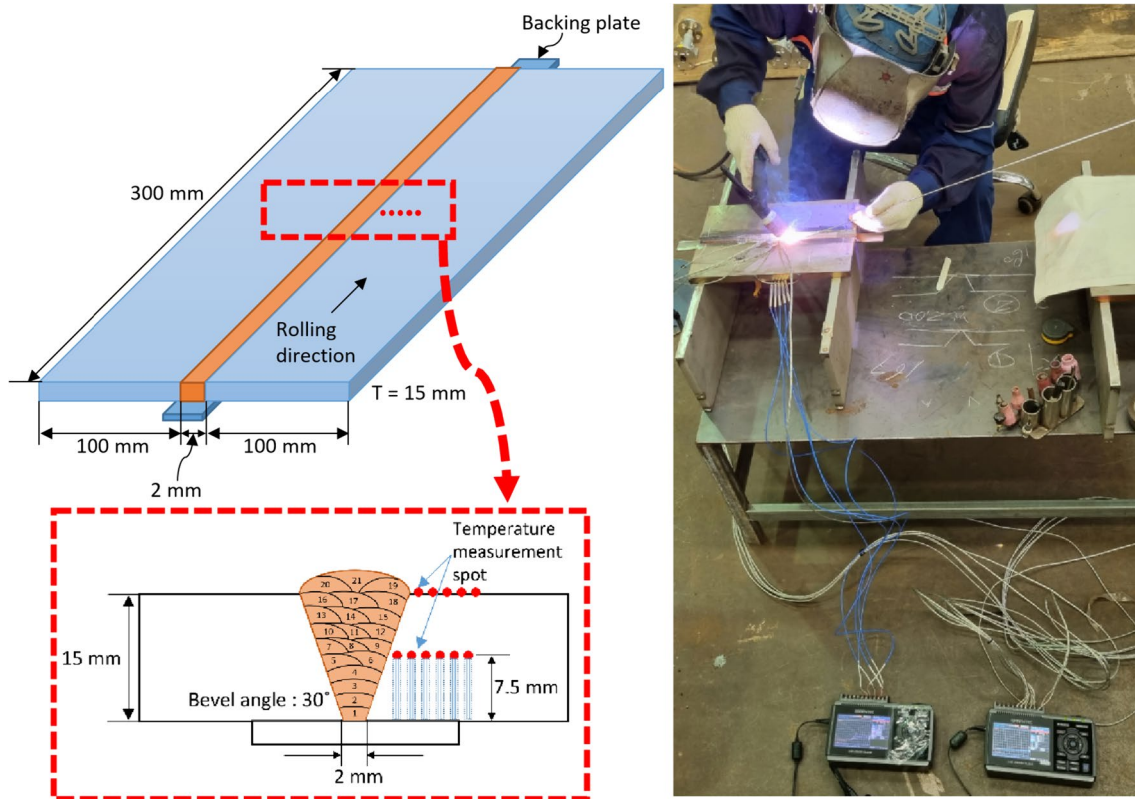 Backing plate
300 mm
Rolling
direction
T = 15 mm
100 mm
100 mm
2 mm
Temperature
measurement
spot
20 21 19
16 17 18
13 14 15
10 11 12
7 8 9
5 6
4
3
2
1
15 mm
7.5 mm
Bevel angle : 30°
2 mm